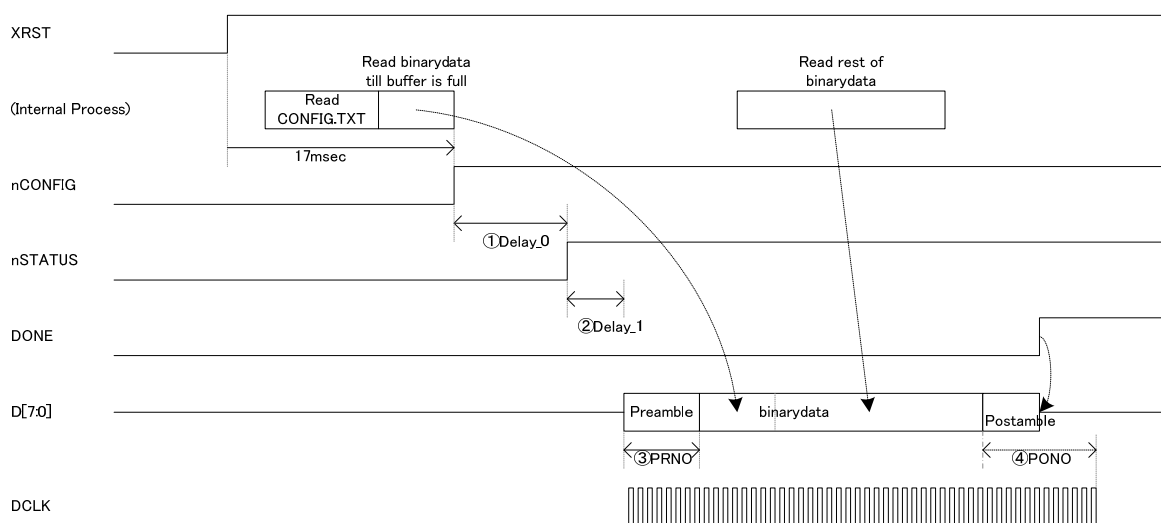 XRST
Read binarydata
till buffer is full
Read rest of
binarydata
(Internal Process)
Read
CONFIG.TXT
17msec
nCONFIG
①Delay_0
nSTATUS
②Delay_1
DONE
D[7:0]
Preamble
binarydata
Postamble
③PRNO
④PONO
DCLK